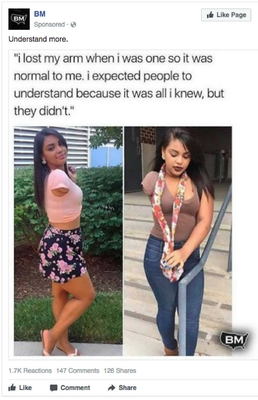 BM
BM
Sponsored ·
Like Page
Understand more.
"i lost my arm when i was one so it was
normal to me. i expected people to
understand because it was all i knew, but
they didn't."
BM
1.7K Reactions 147 Comments 126 Shares
Like Comment Share